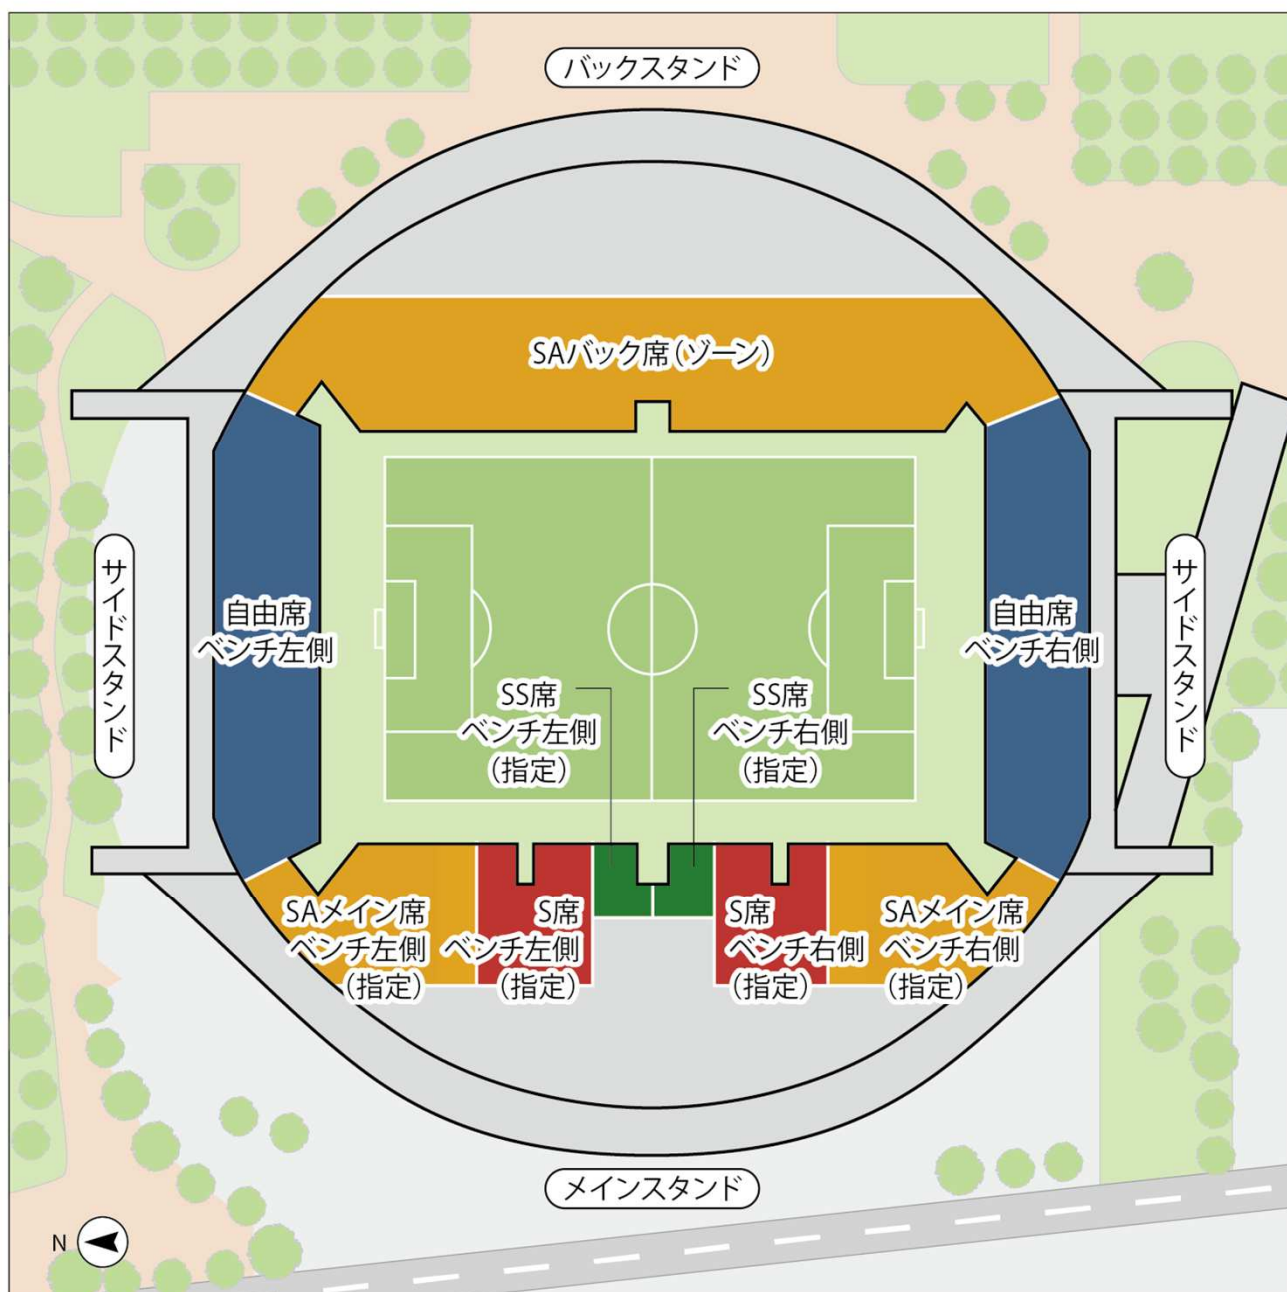 バックスタンド
SAバック席（ゾーン）
サイドスタンド
自由席
ベンチ左側
自由席
ベンチ右側
サイドスタンド
SS席
ベンチ左側
（指定）
SS席
ベンチ右側
（指定）
SAメイン席
ベンチ左側
（指定）
S席
ベンチ左側
（指定）
S席
ベンチ右側
（指定）
SAメイン席
ベンチ右側
（指定）
メインスタンド
N